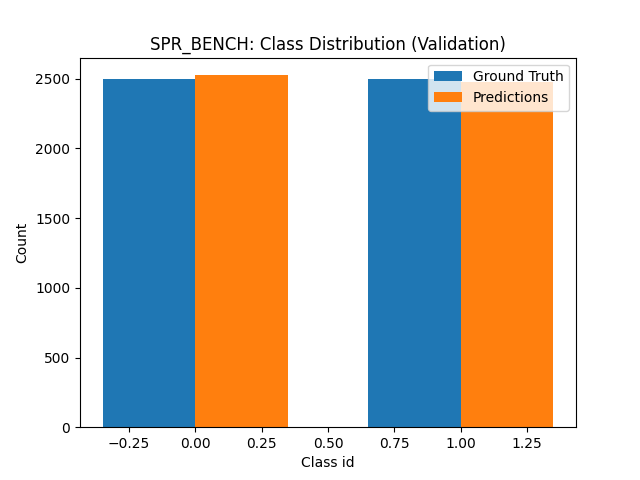 SPR_BENCH: Class Distribution (Validation)
Ground Truth
Predictions
Count
2500
2000
1500
1000
500
0
−0.25 0.00 0.25 0.50 0.75 1.00 1.25
Class id